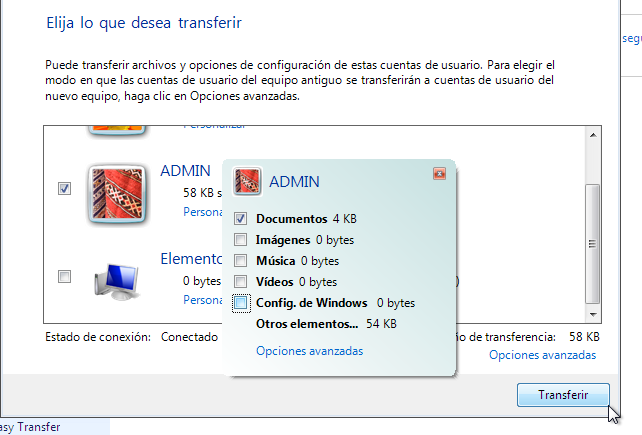 Elija lo que desea transferir
Puede transferir archivos y opciones de configuración de estas cuentas de usuario. Para elegir el
modo en que las cuentas de usuario del equipo antiguo se transferirán a cuentas de usuario del
nuevo equipo, haga clic en Opciones avanzadas.
Personalizar
ADMIN
58 KB s
Persona
Elemento
0 bytes
Persona
ADMIN
Documentos 4 KB
Imágenes 0 bytes
Música 0 bytes
Vídeos 0 bytes
Config. de Windows 0 bytes
Otros elementos... 54 KB
Opciones avanzadas
)
Estado de conexión: Conectado
ño de transferencia: 58 KB
Opciones avanzadas
Transferir
segu
asy Transfer